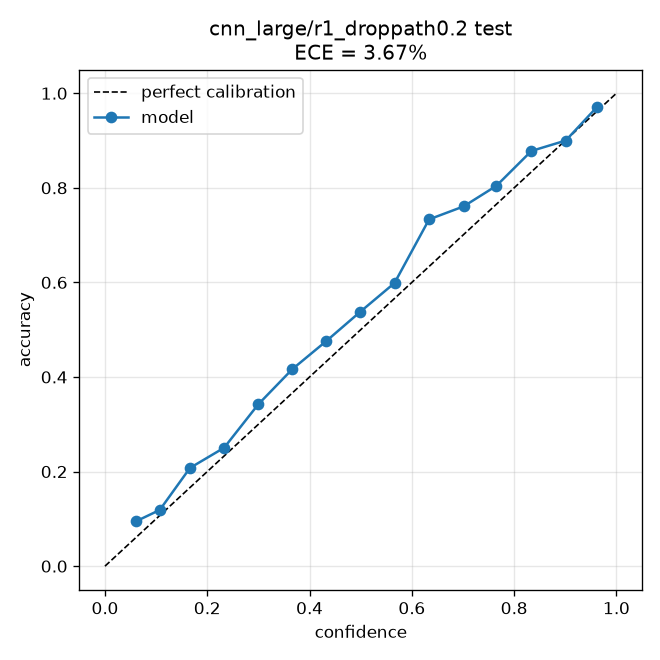 cnn_large/r1_droppath0.2 test
ECE = 3.67%
perfect calibration
model
1.0
0.8
0.6
0.4
0.2
0.0
accuracy
0.0 0.2 0.4 0.6 0.8 1.0
confidence